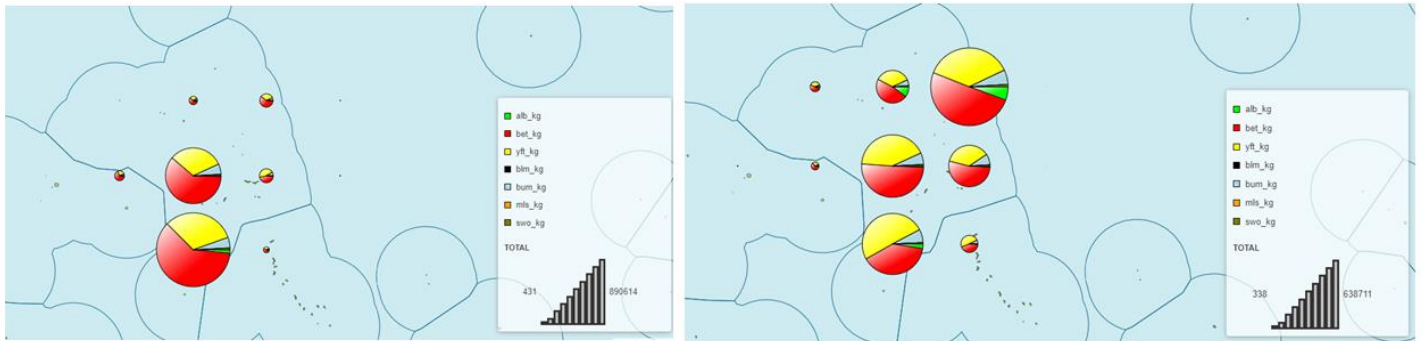 alb_kg
bet_kg
yft_kg
blm_kg
bum_kg
mls_kg
swo_kg
TOTAL
431 890614
alb_kg
bet_kg
yft_kg
blm_kg
bum_kg
mls_kg
swo_kg
TOTAL
338 638711